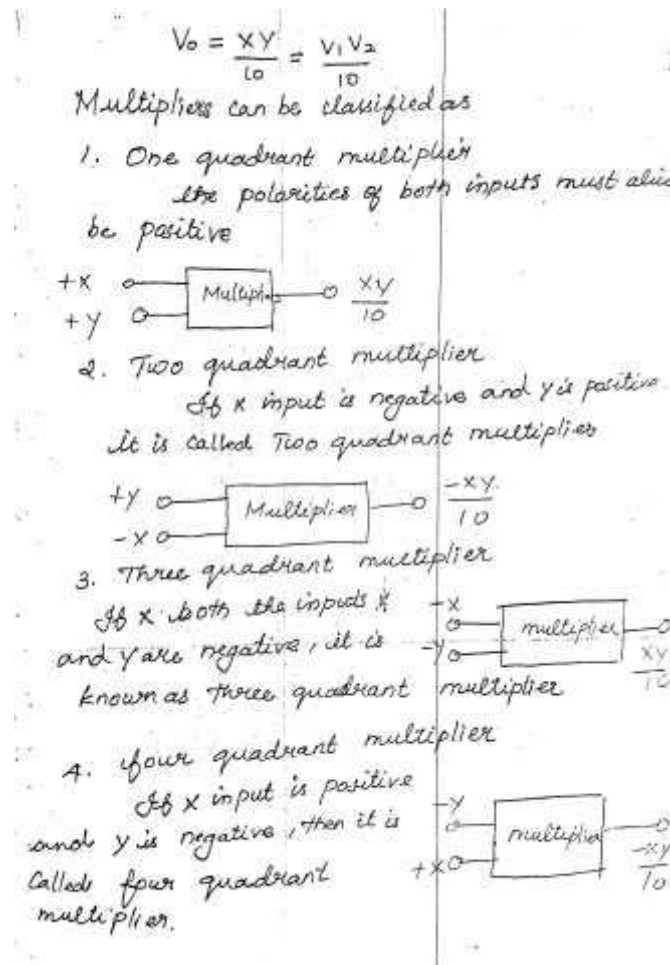 V₀ = XY/10 = V₁V₂/10
Multipliers can be classified as
1. One quadrant multiplier
the polarities of both inputs must
be positive
+X
+Y
Multiplie
XY/10
2. Two quadrant multiplier
If X input is negative and Y is positive
it is called Two quadrant multiplier
+Y
-X
Multiplier
-XY/10
3. Three quadrant multiplier
If X both the inputs X
and Y are negative, it is
known as three quadrant multiplier
-X
-Y
multiplier
XY/10
4. four quadrant multiplier
If X input is positive
and Y is negative, then it is
called four quadrant
multiplier.
-Y
+X
multiplier
-XY/10